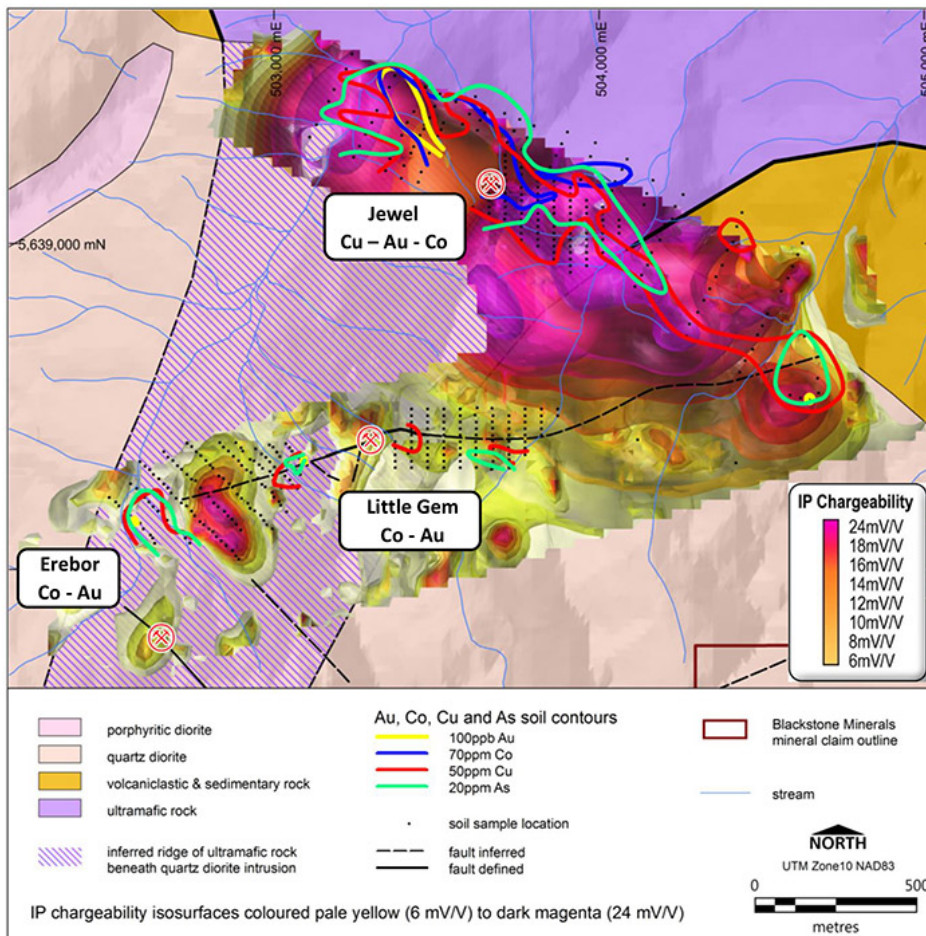 503,000 mE
504,000 mE
505,000 mE
5,639,000 mN
Jewel
Cu – Au - Co
Little Gem
Co - Au
Erebor
Co - Au
IP Chargeability
24mV/V
18mV/V
16mV/V
14mV/V
12mV/V
10mV/V
8mV/V
6mV/V
porphyritic diorite
quartz diorite
volcaniclastic & sedimentary rock
ultramafic rock
inferred ridge of ultramafic rock
beneath quartz diorite intrusion
Au, Co, Cu and As soil contours
100ppb Au
70ppm Co
50ppm Cu
20ppm As
soil sample location
fault inferred
fault defined
Blackstone Minerals
mineral claim outline
stream
NORTH
UTM Zone10 NAD83
0 500
metres
IP chargeability isosurfaces coloured pale yellow (6 mV/V) to dark magenta (24 mV/V)